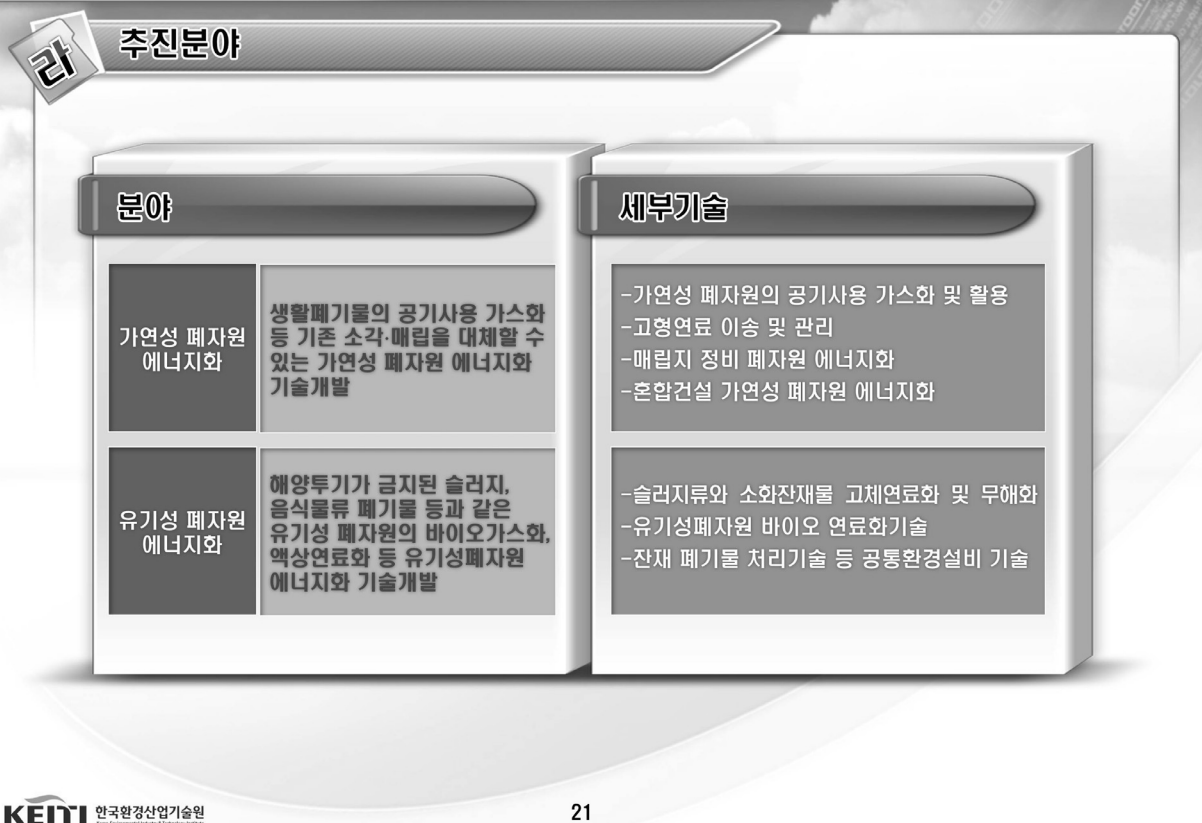 라
추진분야
분야
가연성 폐자원
에너지화
생활폐기물의 공기사용 가스화
등 기존 소각·매립을 대체할 수
있는 가연성 폐자원 에너지화
기술개발
유기성 폐자원
에너지화
해양투기가 금지된 슬러지,
음식물류 폐기물 등과 같은
유기성 폐자원의 바이오가스화,
액상연료화 등 유기성폐자원
에너지화 기술개발
세부기술
-가연성 폐자원의 공기사용 가스화 및 활용
-고형연료 이송 및 관리
-매립지 정비 폐자원 에너지화
-혼합건설 가연성 폐자원 에너지화
-슬러지류와 소화잔재물 고체연료화 및 무해화
-유기성폐자원 바이오 연료화기술
-잔재 폐기물 처리기술 등 공통환경설비 기술
KEITI 한국환경산업기술원
21